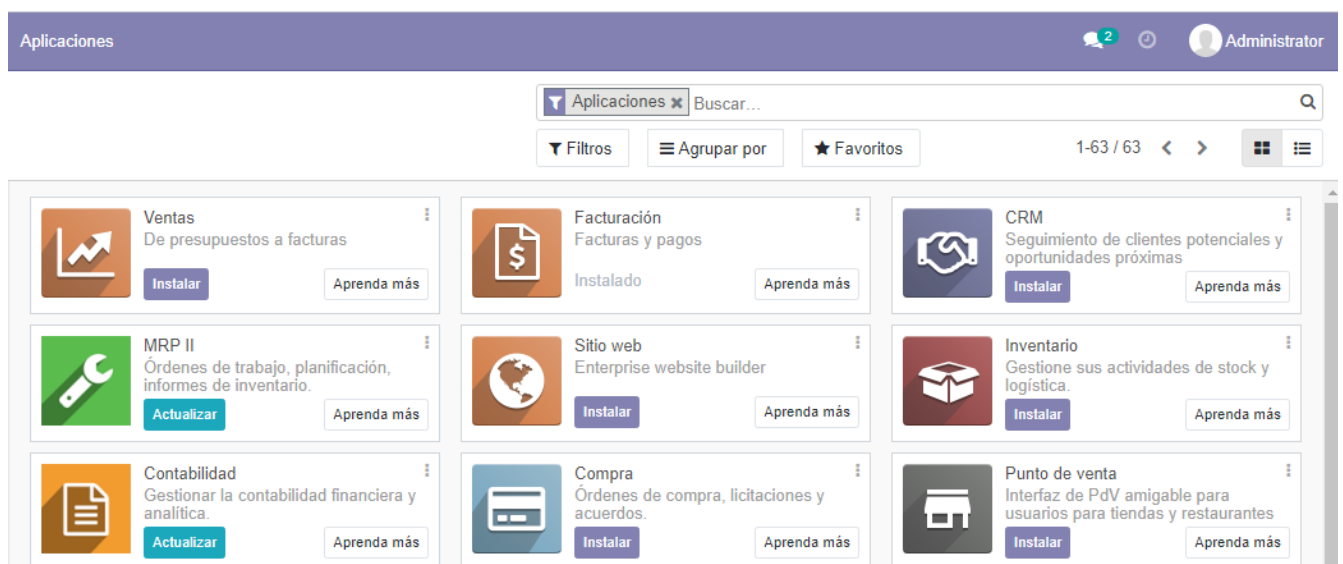 Aplicaciones
2
Administrator
Aplicaciones
Buscar...
Filtros
Agrupar por
Favoritos
1-63 / 63
Ventas
De presupuestos a facturas
Instalar
Aprenda más
Facturación
Facturas y pagos
Instalado
Aprenda más
CRM
Seguimiento de clientes potenciales y
oportunidades próximas
Instalar
Aprenda más
MRP II
Órdenes de trabajo, planificación,
informes de inventario.
Actualizar
Aprenda más
Sitio web
Enterprise website builder
Instalar
Aprenda más
Inventario
Gestione sus actividades de stock y
logística.
Instalar
Aprenda más
Contabilidad
Gestionar la contabilidad financiera y
analítica.
Actualizar
Aprenda más
Compra
Órdenes de compra, licitaciones y
acuerdos.
Instalar
Aprenda más
Punto de venta
Interfaz de PdV amigable para
usuarios para tiendas y restaurantes
Instalar
Aprenda más